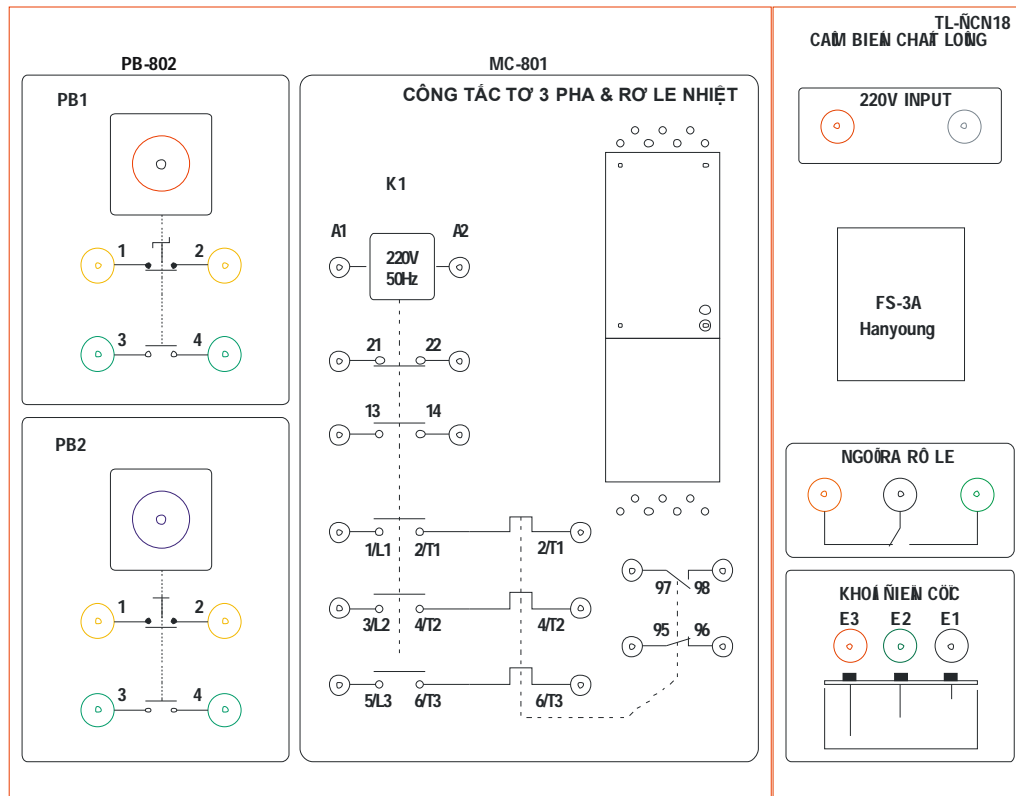 TL-ÑCN18
CAÛM BIEÁN CHAÁT LOÛNG
PB-802
MC-801
PB1
CÔNG TẮC TƠ 3 PHA & RƠ LE NHIỆT
220V INPUT
K1
A1
A2
220V
50Hz
1
2
FS-3A
Hanyoung
3
4
21
22
13
14
PB2
NGOÕ RA RÔ LE
1/L1
2/T1
2/T1
97
98
KHOÁI ÑIEÄN CÖÏC
E3
E2
E1
1
2
3/L2
4/T2
4/T2
95
96
3
4
5/L3
6/T3
6/T3